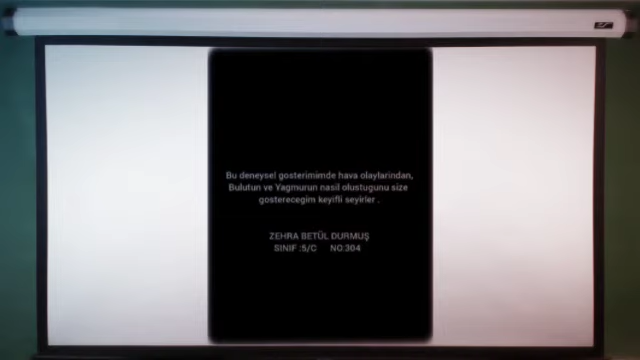 Bu deneysel gosterimimde hava olaylarindan,
Bulutun ve Yagmurun nasil olustugunu size
gosterecegim keyifli seyirler .
ZEHRA BETÜL DURMUŞ
SINIF :5/C NO:304